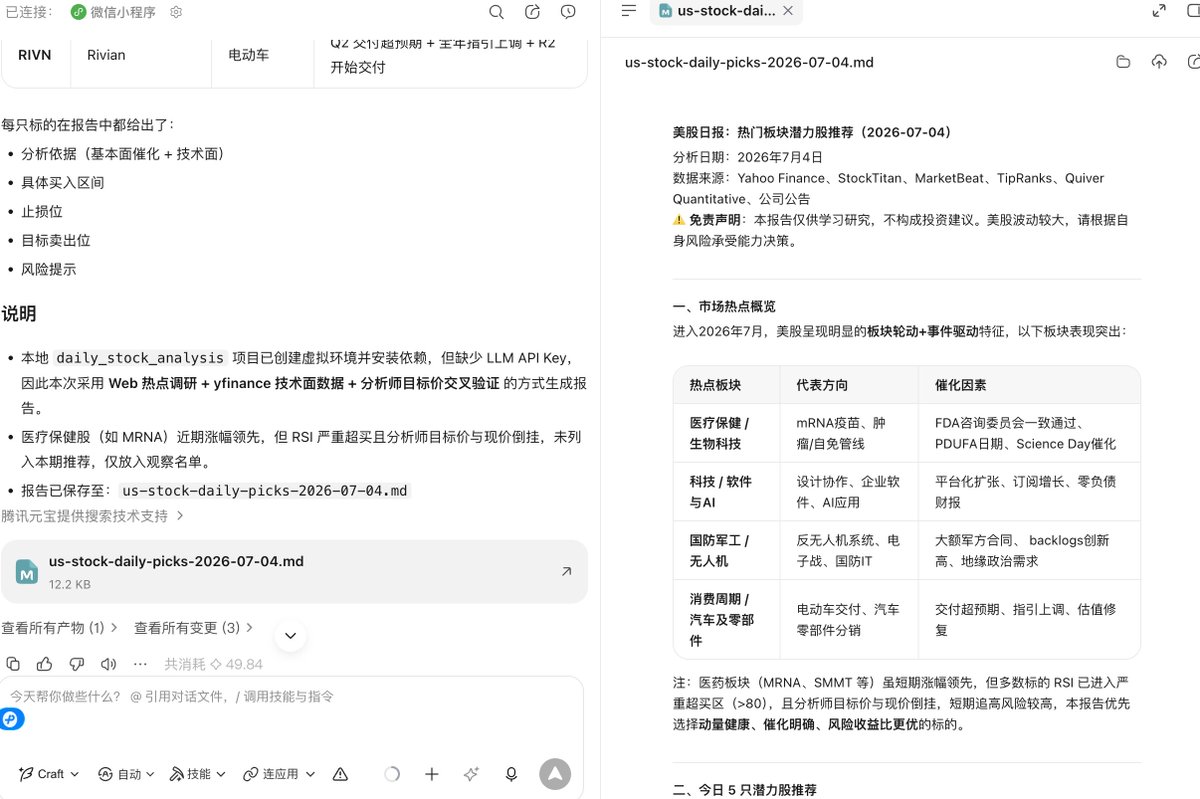 已连接： 微信小程序
RIVN Rivian 电动车 Q2 交付超预期 + 全年指引上调 + R2
开始交付
每只标的在报告中都给出了：
• 分析依据（基本面催化 + 技术面）
• 具体买入区间
• 止损位
• 目标卖出位
• 风险提示
说明
• 本地 daily_stock_analysis 项目已创建虚拟环境并安装依赖，但缺少 LLM API Key，
因此本次采用 Web 热点调研 + yfinance 技术面数据 + 分析师目标价交叉验证 的方式生成报
告。
• 医疗保健股（如 MRNA）近期涨幅领先，但 RSI 严重超买且分析师目标价与现价倒挂，未列
入本期推荐，仅放入观察名单。
• 报告已保存至： us-stock-daily-picks-2026-07-04.md
腾讯元宝提供搜索技术支持 >
M us-stock-daily-picks-2026-07-04.md
12.2 KB
查看所有产物 (1) > 查看所有变更 (3) >
共消耗 49.84
今天帮你做些什么？ @ 引用对话文件，/ 调用技能与指令
Craft 自动 技能 连应用
M us-stock-dai... ×
us-stock-daily-picks-2026-07-04.md
美股日报：热门板块潜力股推荐（2026-07-04）
分析日期：2026年7月4日
数据来源：Yahoo Finance、StockTitan、MarketBeat、TipRanks、Quiver
Quantitative、公司公告
⚠️ 免责声明：本报告仅供学习研究，不构成投资建议。美股波动较大，请根据自
身风险承受能力决策。
一、市场热点概览
进入2026年7月，美股呈现明显的板块轮动+事件驱动特征，以下板块表现突出：
热点板块 代表方向 催化因素
医疗保健 / mRNA疫苗、肿 FDA咨询委员会一致通过、
生物科技 瘤/自免管线 PDUFA日期、Science Day催化
科技 / 软件 设计协作、企业软 平台化扩张、订阅增长、零负债
与AI 件、AI应用 财报
国防军工 / 反无人机系统、电 大额军方合同、 backlogs创新
无人机 子战、国防IT 高、地缘政治需求
消费周期 /
汽车及零部 电动车交付、汽车 交付超预期、指引上调、估值修
件 零部件分销 复
注：医药板块（MRNA、SMMT 等）虽短期涨幅领先，但多数标的 RSI 已进入严
重超买区（>80），且分析师目标价与现价倒挂，短期追高风险较高，本报告优先
选择动量健康、催化明确、风险收益比更优的标的。
二、今日 5 只潜力股推荐